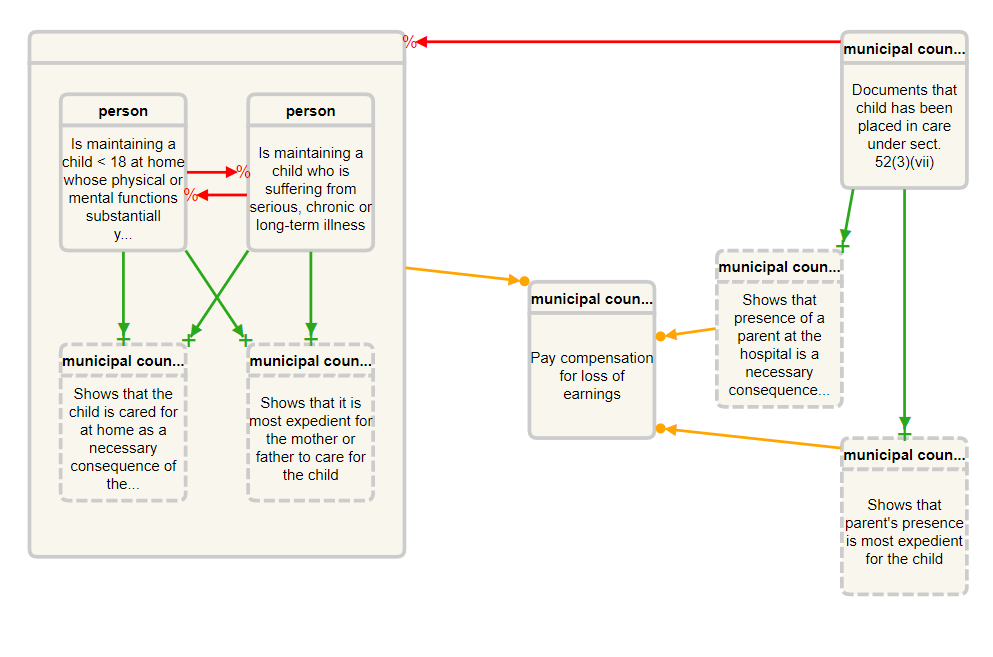 %
municipal coun...
Documents that
child has been
placed in care
under sect.
52(3)(vii)
person
Is maintaining a
child < 18 at home
whose physical or
mental functions
substantiall
y...
%
%
person
Is maintaining a
child who is
suffering from
serious, chronic or
long-term illness
+
+
+
+
municipal coun...
Shows that the
child is cared for
at home as a
necessary
consequence of
the...
municipal coun...
Shows that it is
most expedient for
the mother or
father to care for
the child
municipal coun...
Pay compensation
for loss of
earnings
+
municipal coun...
Shows that
presence of a
parent at the
hospital is a
necessary
consequence...
+
municipal coun...
Shows that
parent's presence
is most expedient
for the child